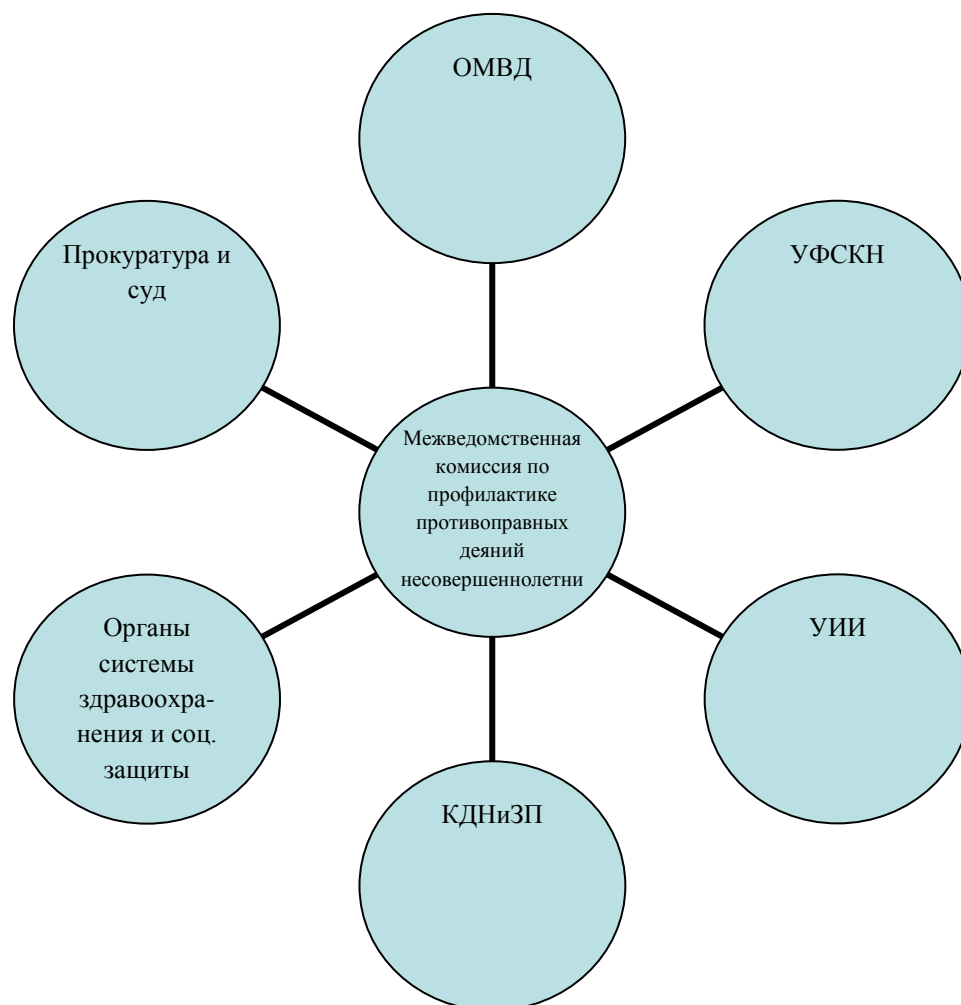 ОМВД
Прокуратура и
суд
УФСКН
Межведомственная
комиссия по
профилактике
противоправных
деяний
несовершеннолетни
Органы
системы
здравоохра-
нения и соц.
защиты
УИИ
КДНиЗП